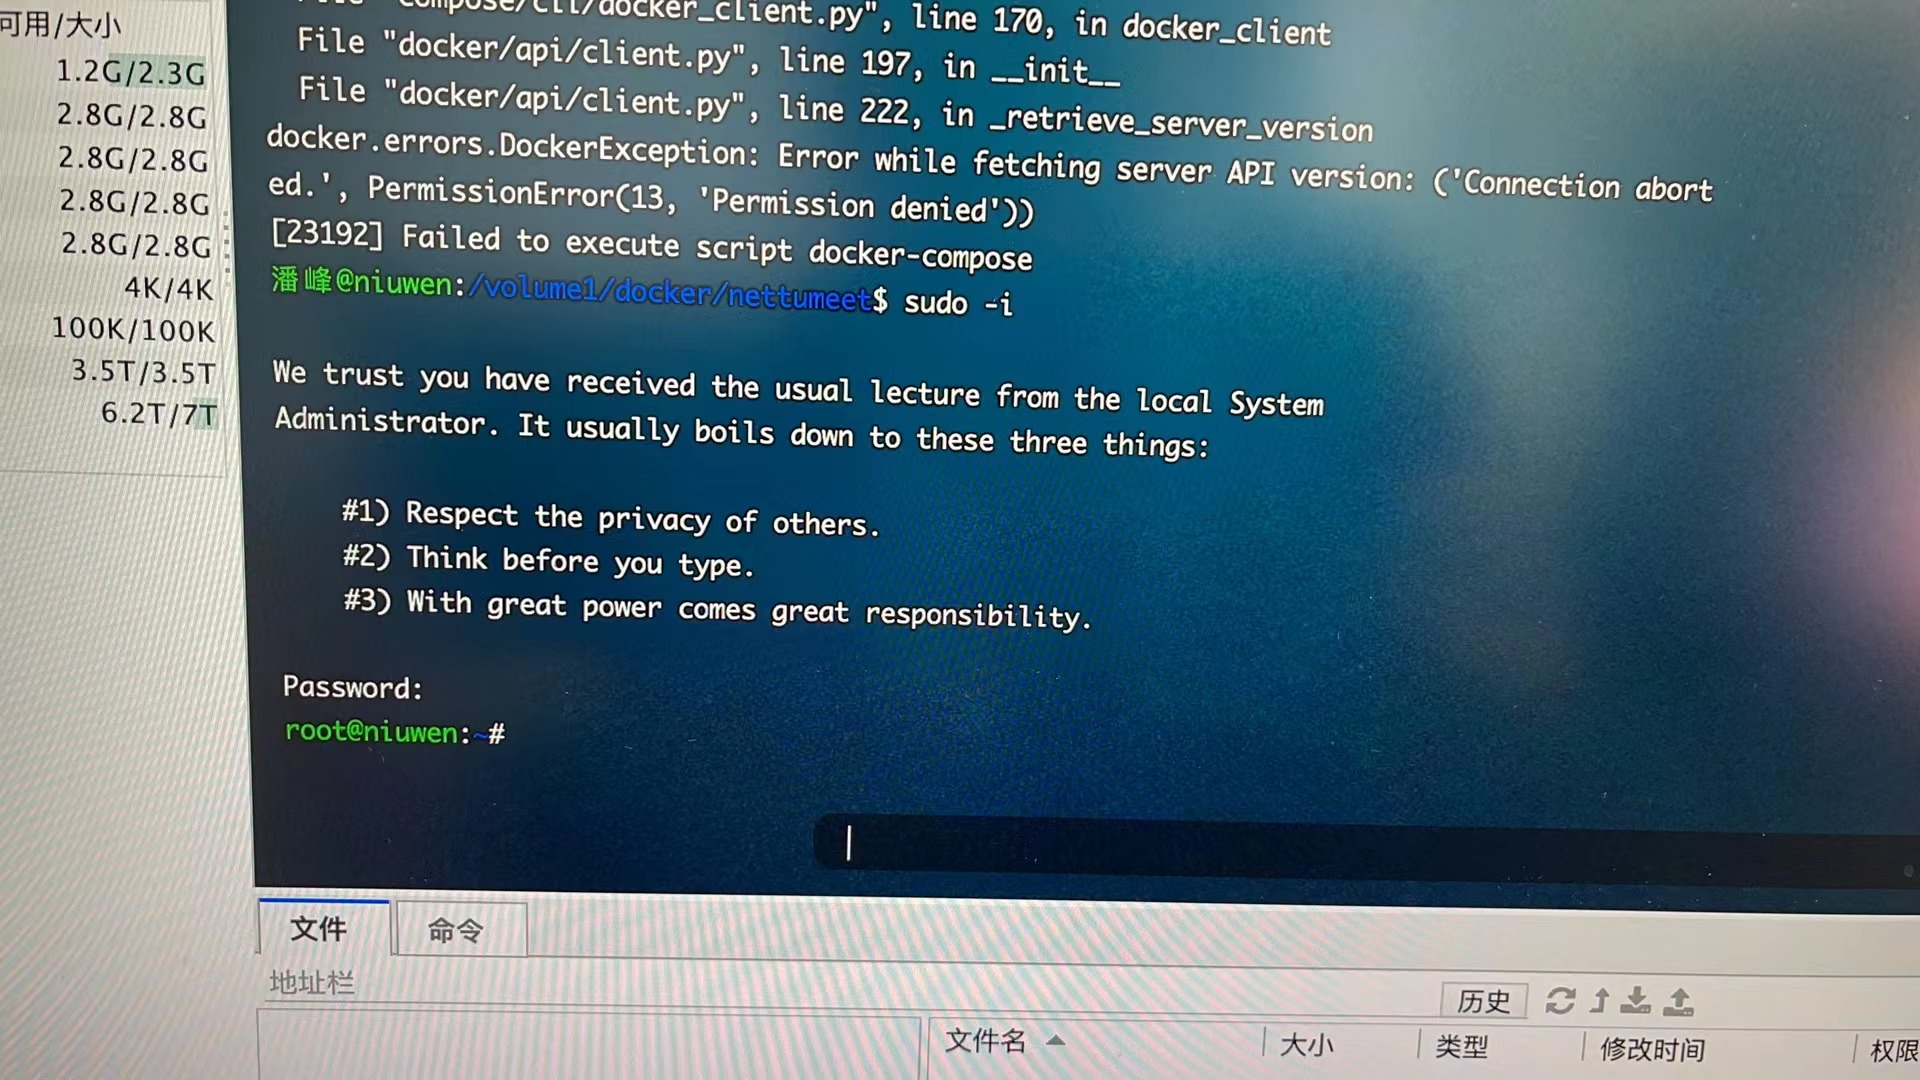 可用/大小
1.2G/2.3G
2.8G/2.8G
2.8G/2.8G
2.8G/2.8G
2.8G/2.8G
4K/4K
100K/100K
3.5T/3.5T
6.2T/7T
File "compose/cli/docker_client.py", line 170, in docker_client
File "docker/api/client.py", line 197, in __init__
File "docker/api/client.py", line 222, in _retrieve_server_version
docker.errors.DockerException: Error while fetching server API version: ('Connection abort
ed.', PermissionError(13, 'Permission denied'))
[23192] Failed to execute script docker-compose
潘峰@niuwen:/volume1/docker/nettumeet$ sudo -i
We trust you have received the usual lecture from the local System
Administrator. It usually boils down to these three things:
#1) Respect the privacy of others.
#2) Think before you type.
#3) With great power comes great responsibility.
Password:
root@niuwen:~#
文件 命令
地址栏
历史
文件名 大小 类型 修改时间 权限